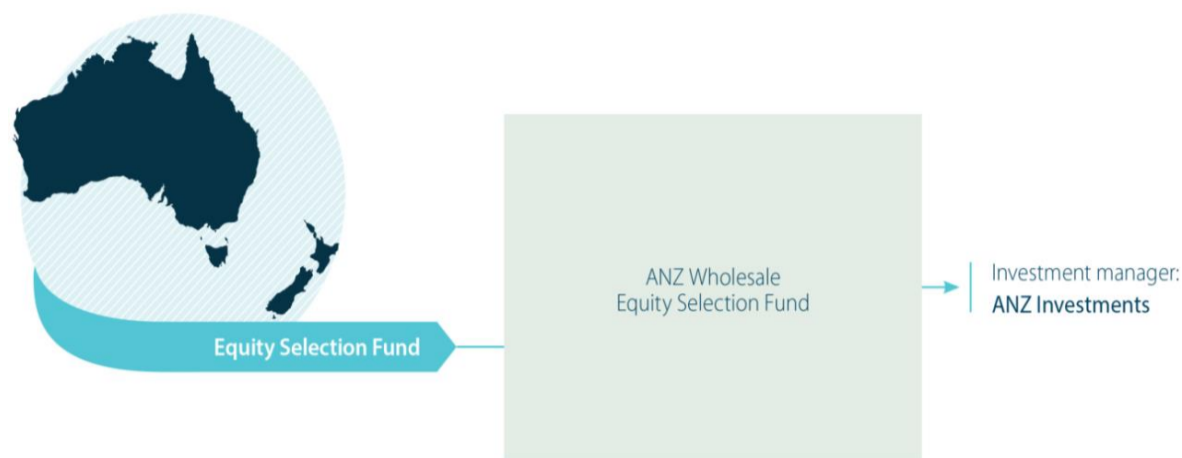 Equity Selection Fund
ANZ Wholesale
Equity Selection Fund
Investment manager:
ANZ Investments